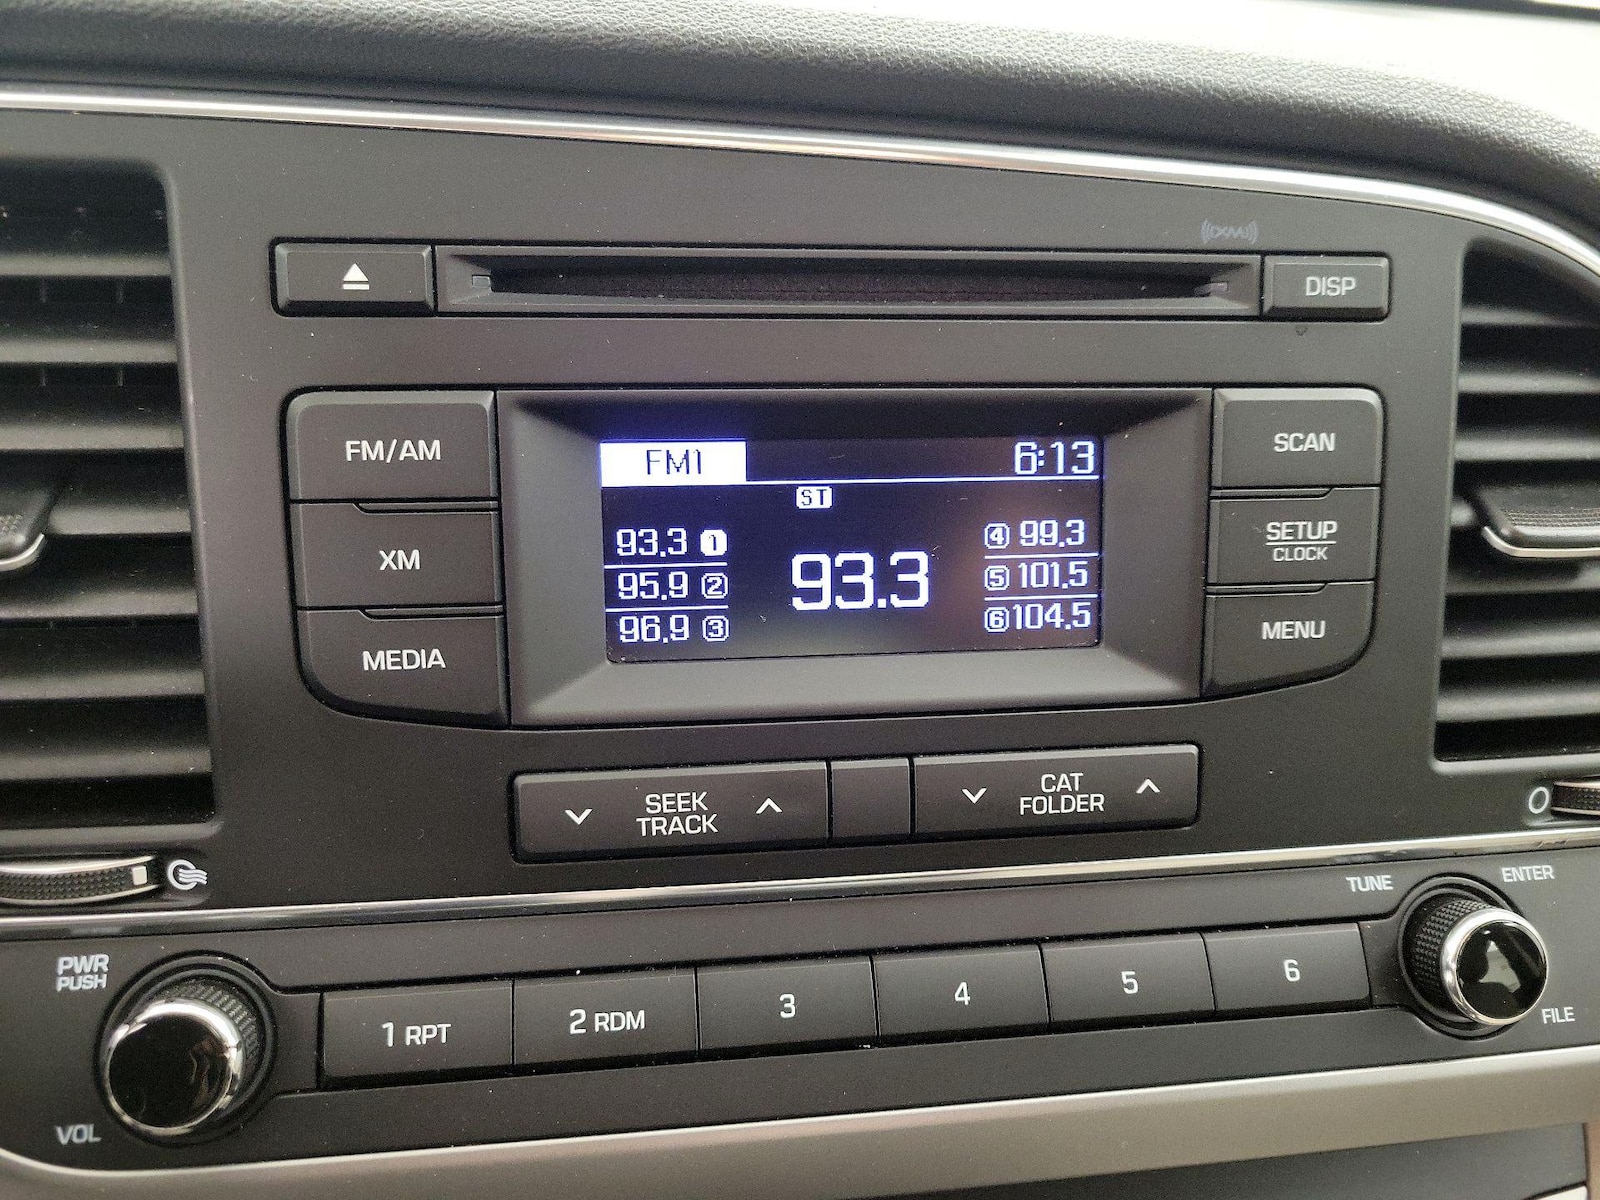 XM
DISP
FM/AM
XM
MEDIA
FM1
6:13
ST
93.3 1
95.9 2
96.9 3
93.3
4 99.3
5 101.5
6 104.5
SCAN
SETUP
CLOCK
MENU
SEEK
TRACK
CAT
FOLDER
PWR
PUSH
VOL
1 RPT
2 RDM
3
4
5
6
TUNE
ENTER
FILE